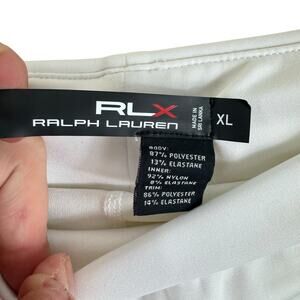 RLX
RALPH LAUREN
MADE IN
SRI LANKA
XL
BODY:
87% POLYESTER
13% ELASTANE
INNER:
92% NYLON
8% ELASTANE
TRIM:
86% POLYESTER
14% ELASTANE